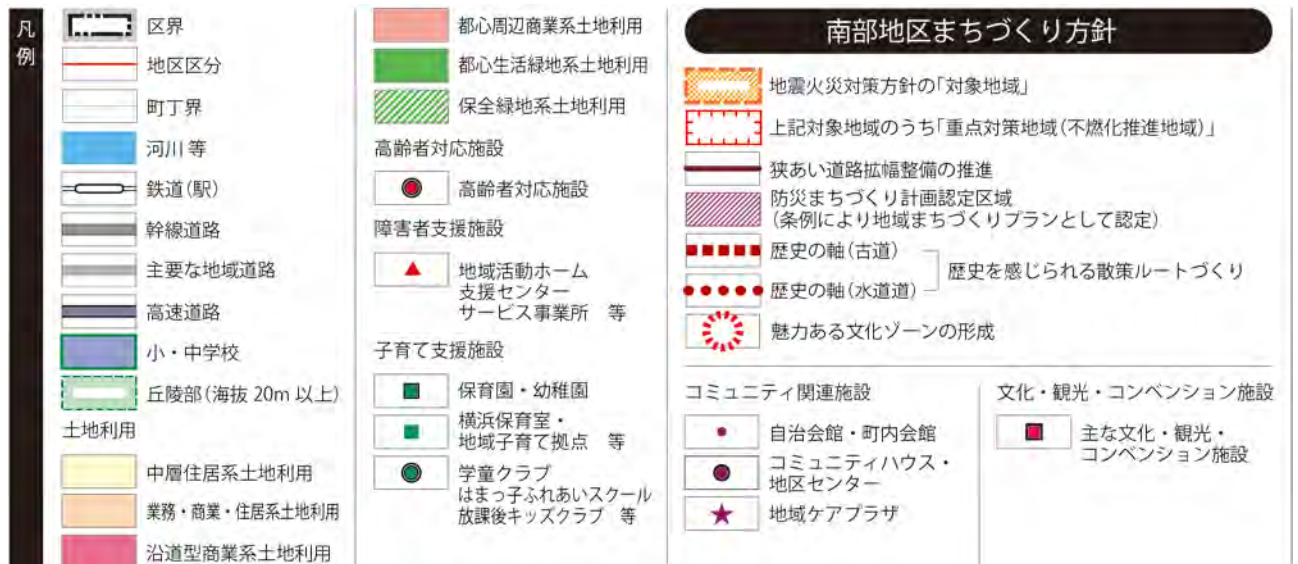 凡例
区界
地区区分
町丁界
河川 等
鉄道(駅)
幹線道路
主要な地域道路
高速道路
小・中学校
丘陵部(海抜 20m 以上)
土地利用
中層住居系土地利用
業務・商業・住居系土地利用
沿道型商業系土地利用
都心周辺商業系土地利用
都心生活緑地系土地利用
保全緑地系土地利用
高齢者対応施設
高齢者対応施設
障害者支援施設
地域活動ホーム
支援センター
サービス事業所 等
子育て支援施設
保育園・幼稚園
横浜保育室・
地域子育て拠点 等
学童クラブ
はまっ子ふれあいスクール
放課後キッズクラブ 等
南部地区まちづくり方針
地震火災対策方針の「対象地域」
上記対象地域のうち「重点対策地域(不燃化推進地域)」
狭あい道路拡幅整備の推進
防災まちづくり計画認定区域
(条例により地域まちづくりプランとして認定)
歴史の軸(古道)
歴史の軸(水道道)
歴史を感じられる散策ルートづくり
魅力ある文化ゾーンの形成
コミュニティ関連施設
自治会館・町内会館
コミュニティハウス・
地区センター
地域ケアプラザ
文化・観光・コンベンション施設
主な文化・観光・
コンベンション施設